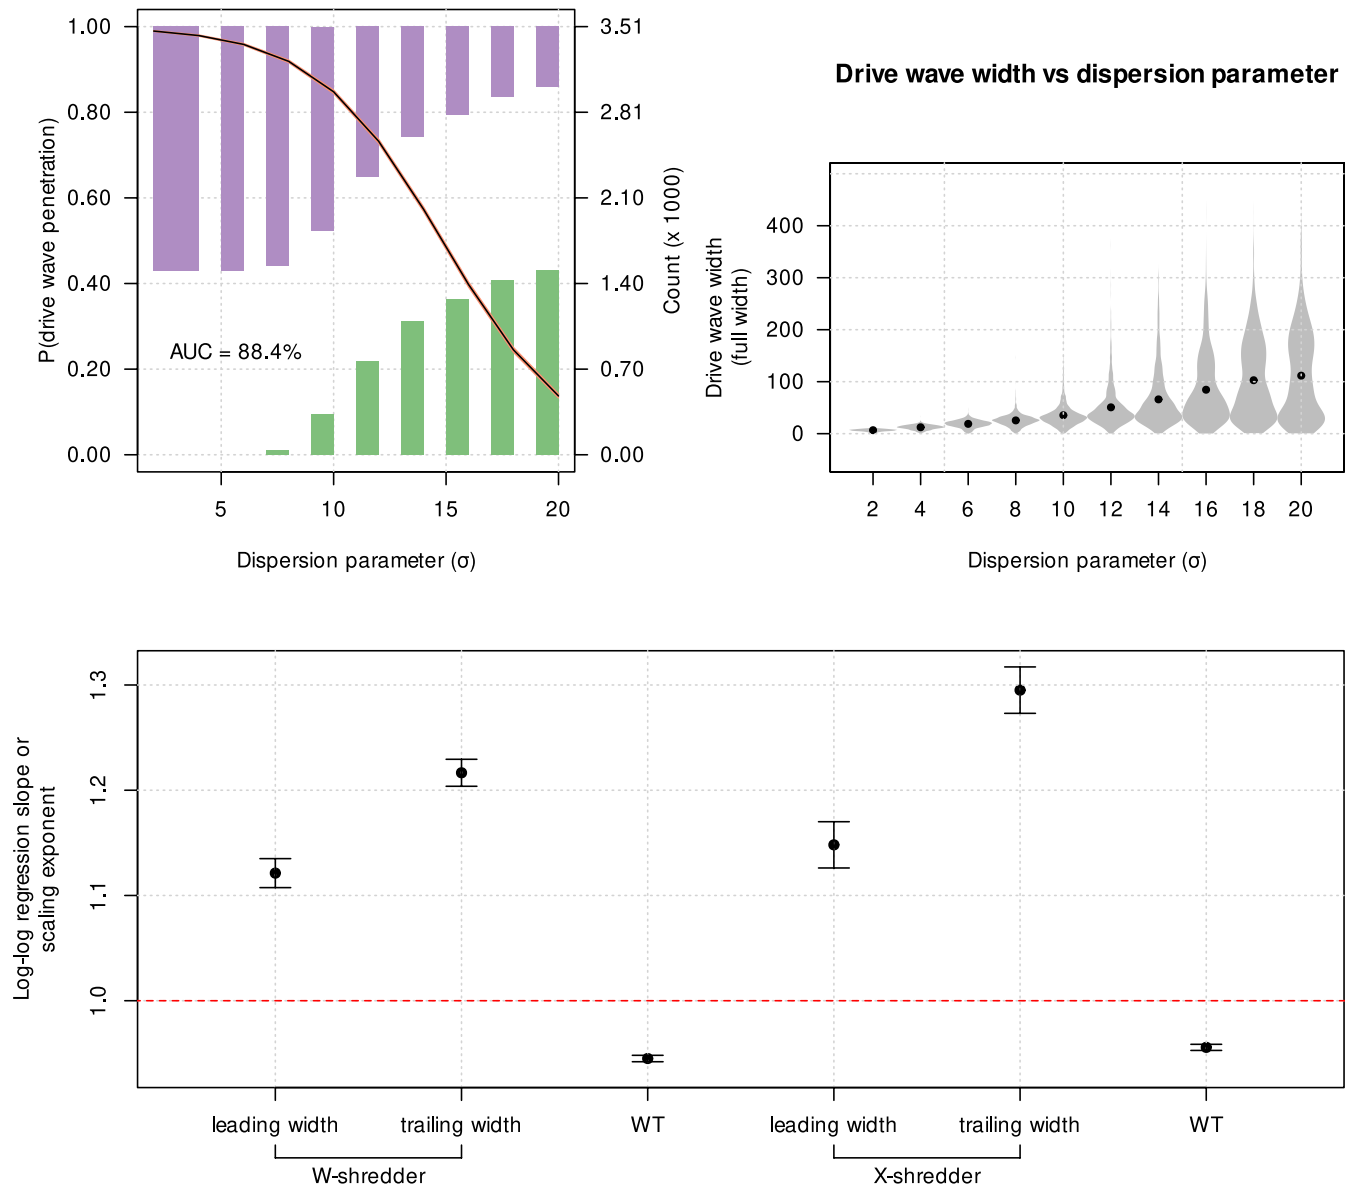 P(drive wave penetration)
1.00
0.80
0.60
0.40
0.20
0.00
AUC = 88.4%
3.51
2.81
2.10
1.40
0.70
0.00
Count (x 1000)
5
10
15
20
Dispersion parameter (σ)
Drive wave width vs dispersion parameter
Drive wave width
(full width)
400
300
200
100
0
2
4
6
8
10
12
14
16
18
20
Dispersion parameter (σ)
Log-log regression slope or
scaling exponent
1.3
1.2
1.1
1.0
leading width
trailing width
WT
leading width
trailing width
WT
W-shredder
X-shredder